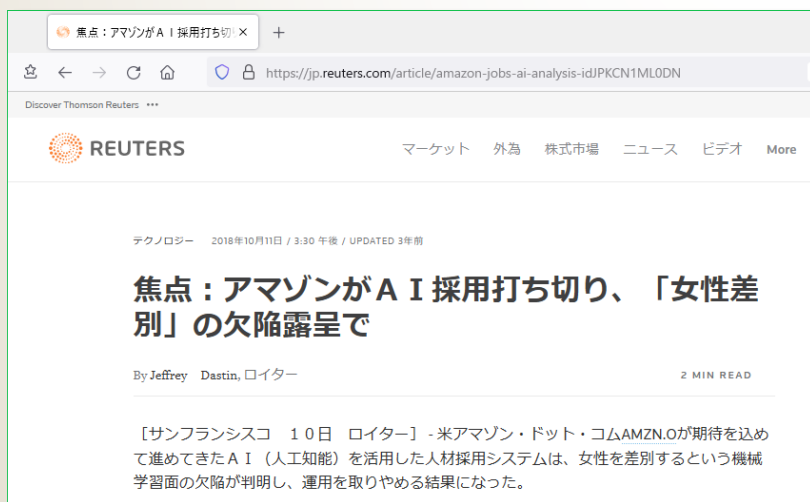 焦点：アマゾンがＡＩ採用打ち切り
https://jp.reuters.com/article/amazon-jobs-ai-analysis-idJPKCN1ML0DN
Discover Thomson Reuters •••
REUTERS マーケット 外為 株式市場 ニュース ビデオ More
テクノロジー 2018年10月11日 / 3:30 午後 / UPDATED 3年前
焦点：アマゾンがＡＩ採用打ち切り、「女性差
別」の欠陥露呈で
By Jeffrey Dastin, ロイター 2 MIN READ
［サンフランシスコ　１０日　ロイター］ - 米アマゾン・ドット・コムAMZN.Oが期待を込め
て進めてきたＡＩ（人工知能）を活用した人材採用システムは、女性を差別するという機械
学習面の欠陥が判明し、運用を取りやめる結果になった。